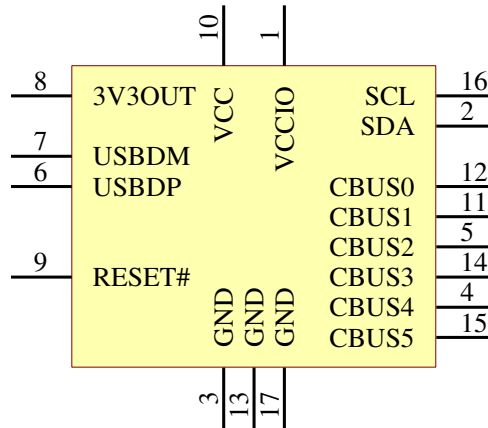 10 1
8 3V3OUT VCC VCCIO SCL 16
SDA 2
7 USBDM
6 USBDP CBUS0 12
CBUS1 11
CBUS2 5
9 RESET# CBUS3 14
GND GND GND CBUS4 4
CBUS5 15
3 13 17